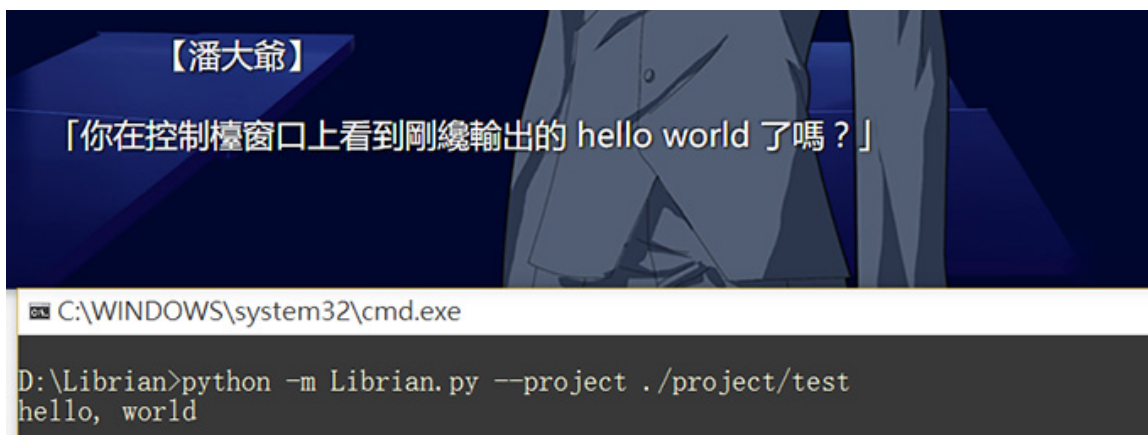 【潘大爺】
「你在控制檯窗口上看到剛纔輸出的 hello world 了嗎？」
C:\WINDOWS\system32\cmd.exe
D:\Librian>python -m Librian.py --project ./project/test
hello, world